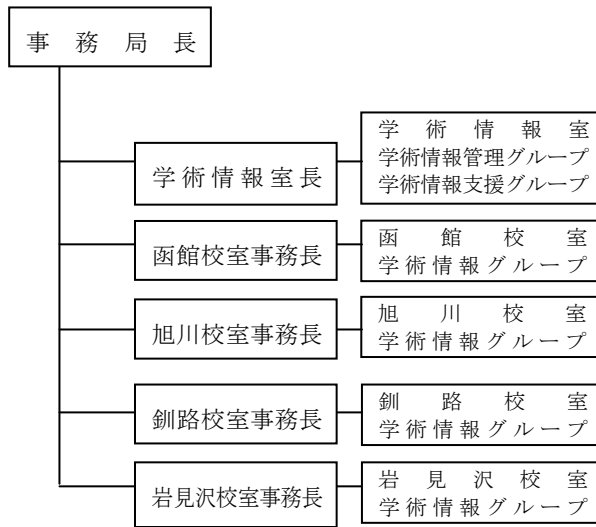 事務局長
学術情報室長
学術情報室
学術情報管理グループ
学術情報支援グループ
函館校室事務長
函館校室
学術情報グループ
旭川校室事務長
旭川校室
学術情報グループ
釧路校室事務長
釧路校室
学術情報グループ
岩見沢校室事務長
岩見沢校室
学術情報グループ